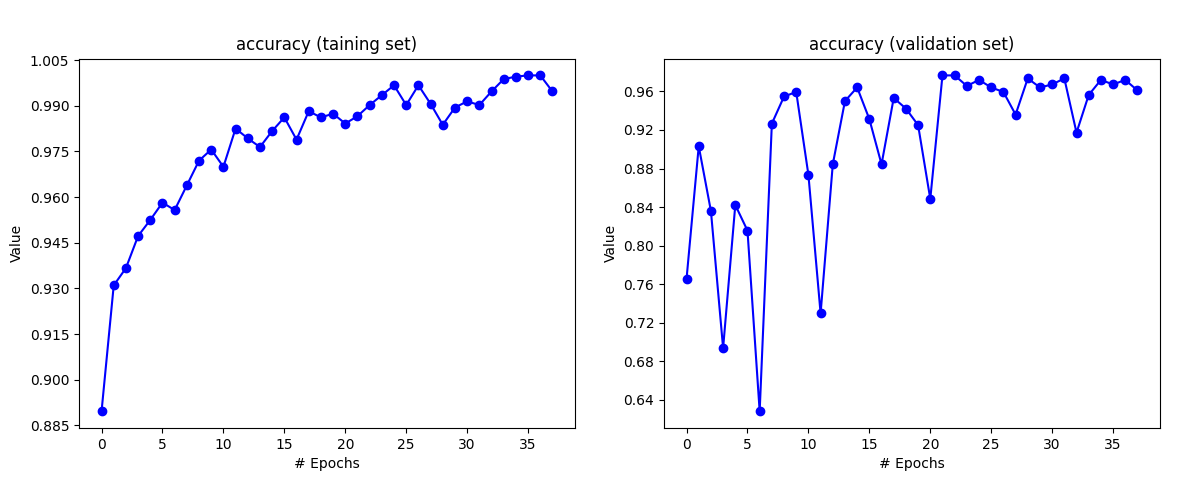 accuracy (taining set)
1.005
0.990
0.975
0.960
0.945
0.930
0.915
0.900
0.885
Value
0 5 10 15 20 25 30 35
# Epochs
accuracy (validation set)
0.96
0.92
0.88
0.84
0.80
0.76
0.72
0.68
0.64
Value
0 5 10 15 20 25 30 35
# Epochs